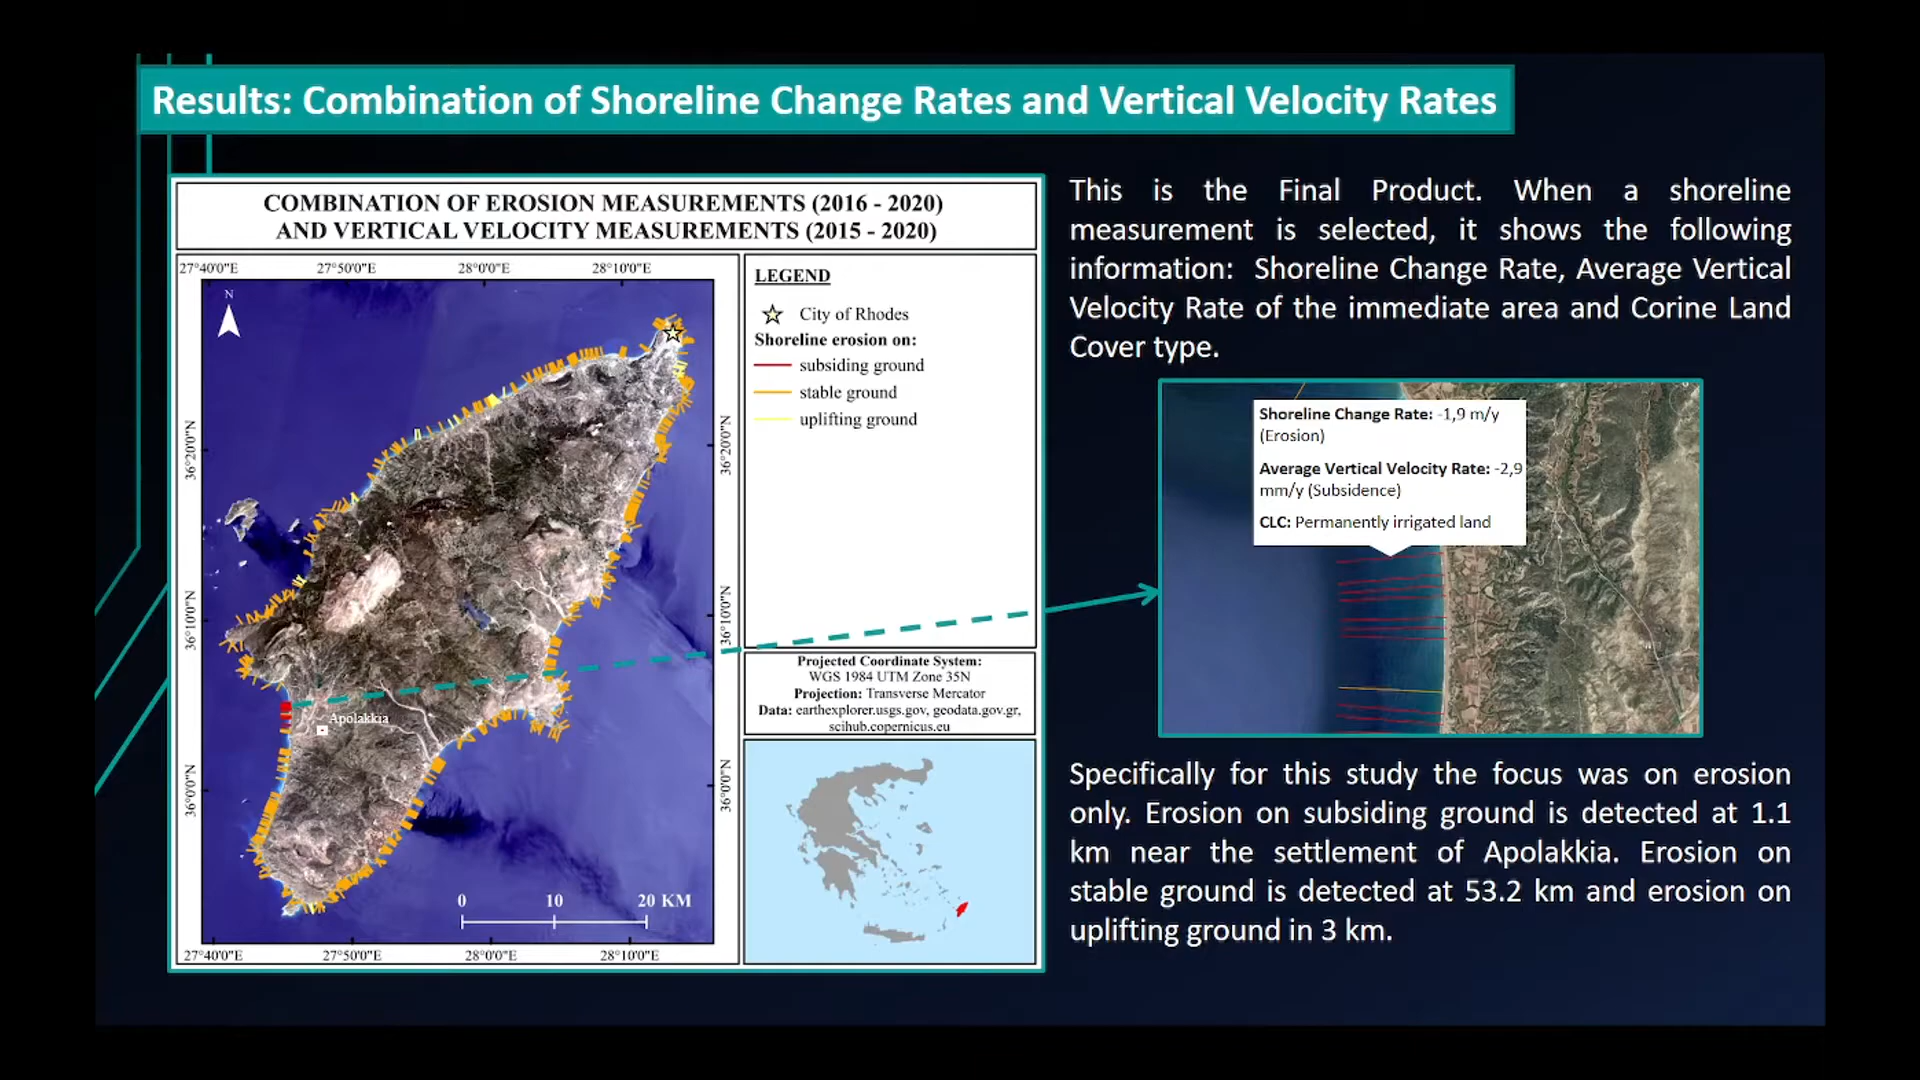 Results: Combination of Shoreline Change Rates and Vertical Velocity Rates
COMBINATION OF EROSION MEASUREMENTS (2016 - 2020)
AND VERTICAL VELOCITY MEASUREMENTS (2015 - 2020)
27°40'0"E 27°50'0"E 28°0'0"E 28°10'0"E
N
36°20'0"N 36°20'0"N
36°10'0"N 36°10'0"N
36°0'0"N 36°0'0"N
Apolakkia
0 10 20 KM
27°40'0"E 27°50'0"E 28°0'0"E 28°10'0"E
LEGEND
City of Rhodes
Shoreline erosion on:
subsiding ground
stable ground
uplifting ground
Projected Coordinate System:
WGS 1984 UTM Zone 35N
Projection: Transverse Mercator
Data: earthexplorer.usgs.gov, geodata.gov.gr,
scihub.copernicus.eu
This is the Final Product. When a shoreline
measurement is selected, it shows the following
information: Shoreline Change Rate, Average Vertical
Velocity Rate of the immediate area and Corine Land
Cover type.
Shoreline Change Rate: -1,9 m/y
(Erosion)
Average Vertical Velocity Rate: -2,9
mm/y (Subsidence)
CLC: Permanently irrigated land
Specifically for this study the focus was on erosion
only. Erosion on subsiding ground is detected at 1.1
km near the settlement of Apolakkia. Erosion on
stable ground is detected at 53.2 km and erosion on
uplifting ground in 3 km.